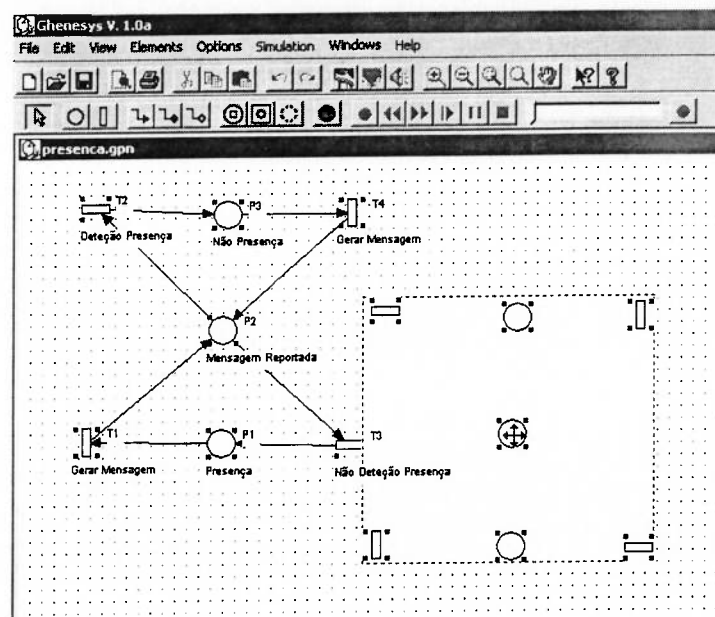 Ghenesys V. 1.0a
File Edit View Elements Options Simulation Windows Help
presenca.gpn
T2
P3
T4
Deteção Presença
Não Presença
Gerar Mensagem
P2
Mensagem Reportada
T1
P1
T3
Gerar Mensagem
Presença
Não Deteção Presença